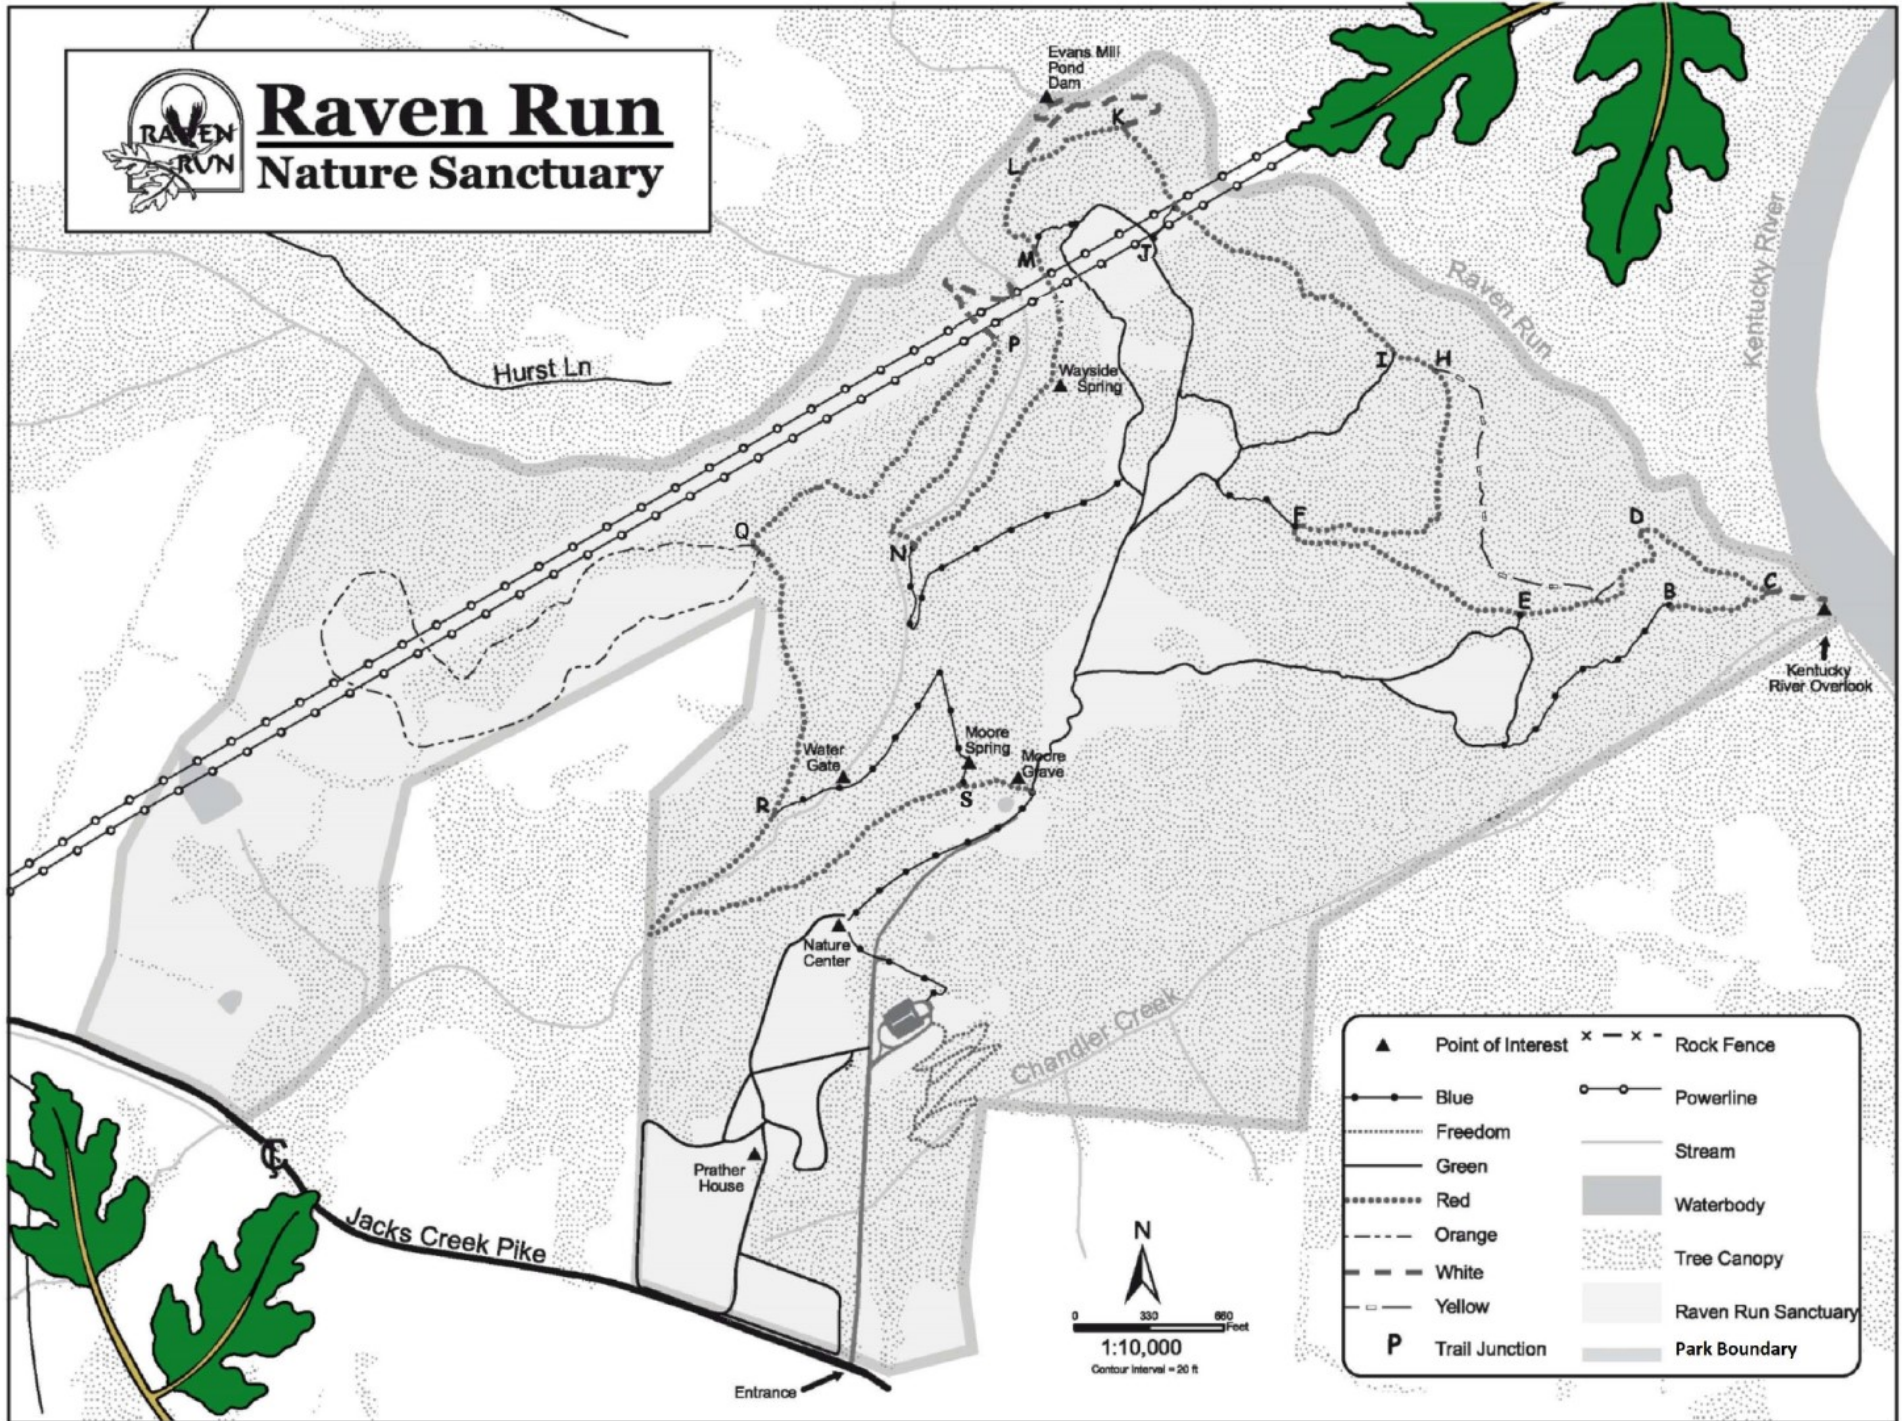 RAVEN
RUN
Raven Run
Nature Sanctuary
Evans Mill
Pond
Dam
K
L
M
J
P
Wayside
Spring
Hurst Ln
Raven Run
Kentucky River
I
H
Q
N
F
D
C
B
E
Kentucky
River Overlook
Water
Gate
Moore
Spring
Moore
Grave
R
S
Nature
Center
Chandler Creek
Prather
House
Jacks Creek Pike
Entrance
N
0 330 660
Feet
1:10,000
Contour Interval = 20 ft
Point of Interest
Blue
Freedom
Green
Red
Orange
White
Yellow
P Trail Junction
Rock Fence
Powerline
Stream
Waterbody
Tree Canopy
Raven Run Sanctuary
Park Boundary